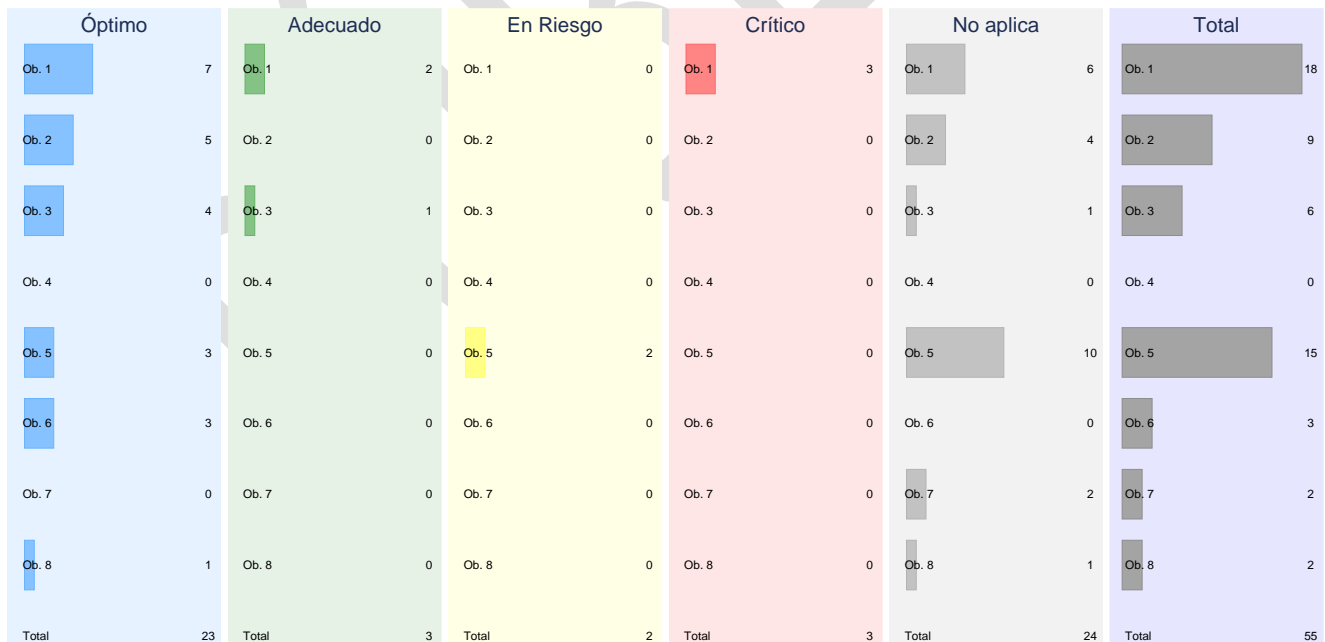 Óptimo Adecuado En Riesgo Crítico No aplica Total
Ob. 1 7 Ob. 1 2 Ob. 1 0 Ob. 1 3 Ob. 1 6 Ob. 1 18
Ob. 2 5 Ob. 2 0 Ob. 2 0 Ob. 2 0 Ob. 2 4 Ob. 2 9
Ob. 3 4 Ob. 3 1 Ob. 3 0 Ob. 3 0 Ob. 3 1 Ob. 3 6
Ob. 4 0 Ob. 4 0 Ob. 4 0 Ob. 4 0 Ob. 4 0 Ob. 4 0
Ob. 5 3 Ob. 5 0 Ob. 5 2 Ob. 5 0 Ob. 5 10 Ob. 5 15
Ob. 6 3 Ob. 6 0 Ob. 6 0 Ob. 6 0 Ob. 6 0 Ob. 6 3
Ob. 7 0 Ob. 7 0 Ob. 7 0 Ob. 7 0 Ob. 7 2 Ob. 7 2
Ob. 8 1 Ob. 8 0 Ob. 8 0 Ob. 8 0 Ob. 8 1 Ob. 8 2
Total 23 Total 3 Total 2 Total 3 Total 24 Total 55